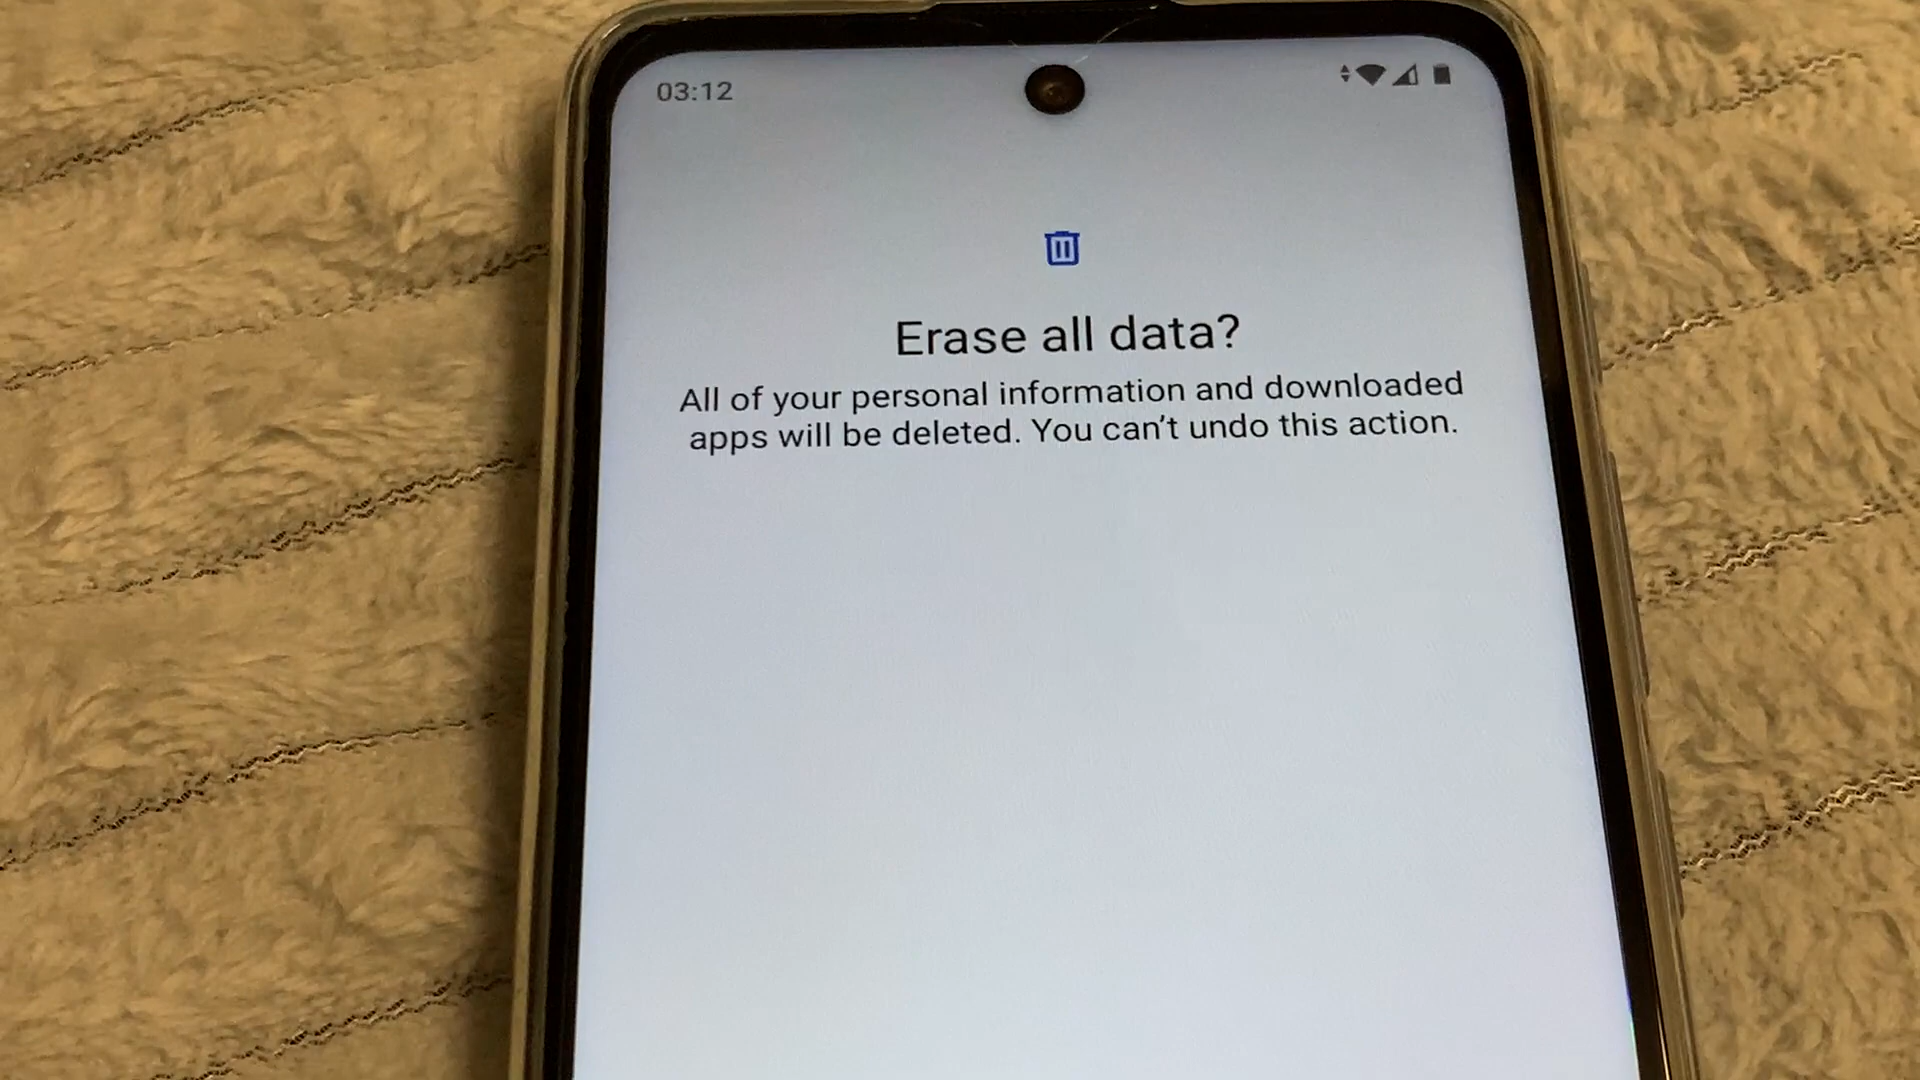 03:12
Erase all data?
All of your personal information and downloaded
apps will be deleted. You can’t undo this action.